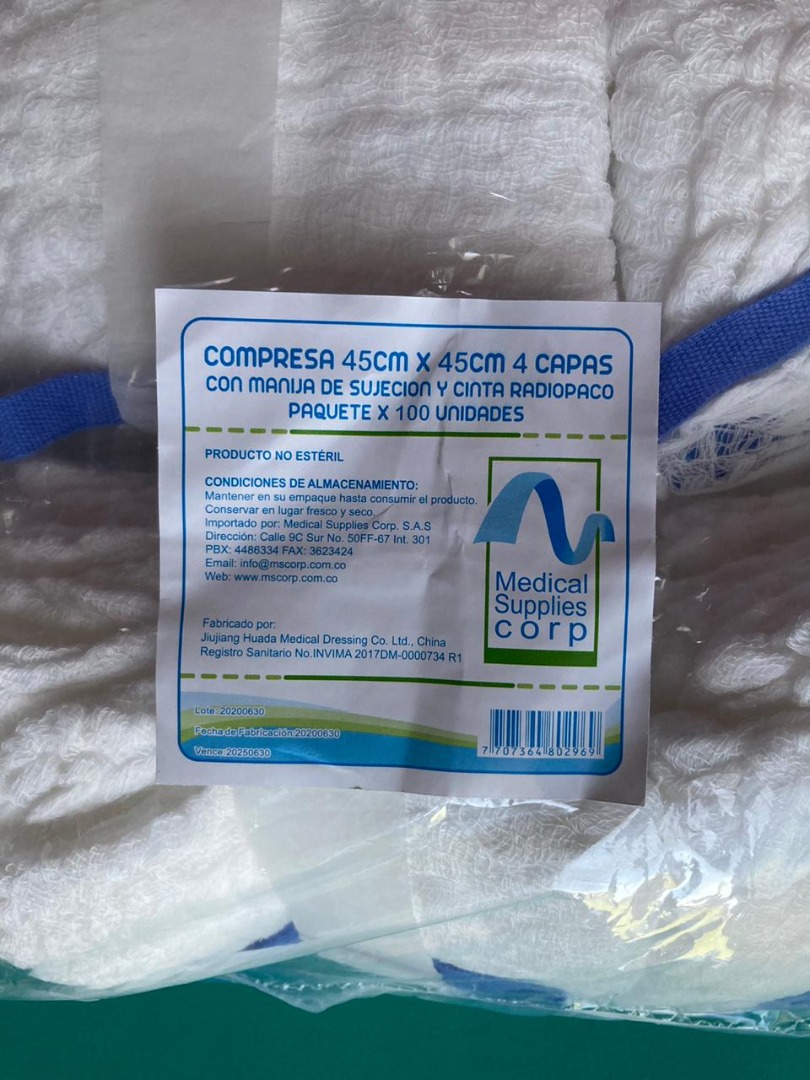 COMPRESA 45CM X 45CM 4 CAPAS
CON MANIJA DE SUJECION Y CINTA RADIOPACO
PAQUETE X 100 UNIDADES
PRODUCTO NO ESTÉRIL
CONDICIONES DE ALMACENAMIENTO:
Mantener en su empaque hasta consumir el producto.
Conservar en lugar fresco y seco
Importado por: Medical Supplies Corp. S.A.S
Dirección: Calle 9C Sur No. 50FF-67 Int. 301
PBX: 4486334 FAX: 3623424
Email: info@mscorp.com.co
Web: www.mscorp.com.co
Medical
Supplies
corp
Fabricado por:
Jiujiang Huada Medical Dressing Co. Ltd., China
Registro Sanitario No.INVIMA 2017DM-0000734 R1
Lote: 20200630
Fecha de Fabricación:20200630
Vence:20250630
7 707364 802969